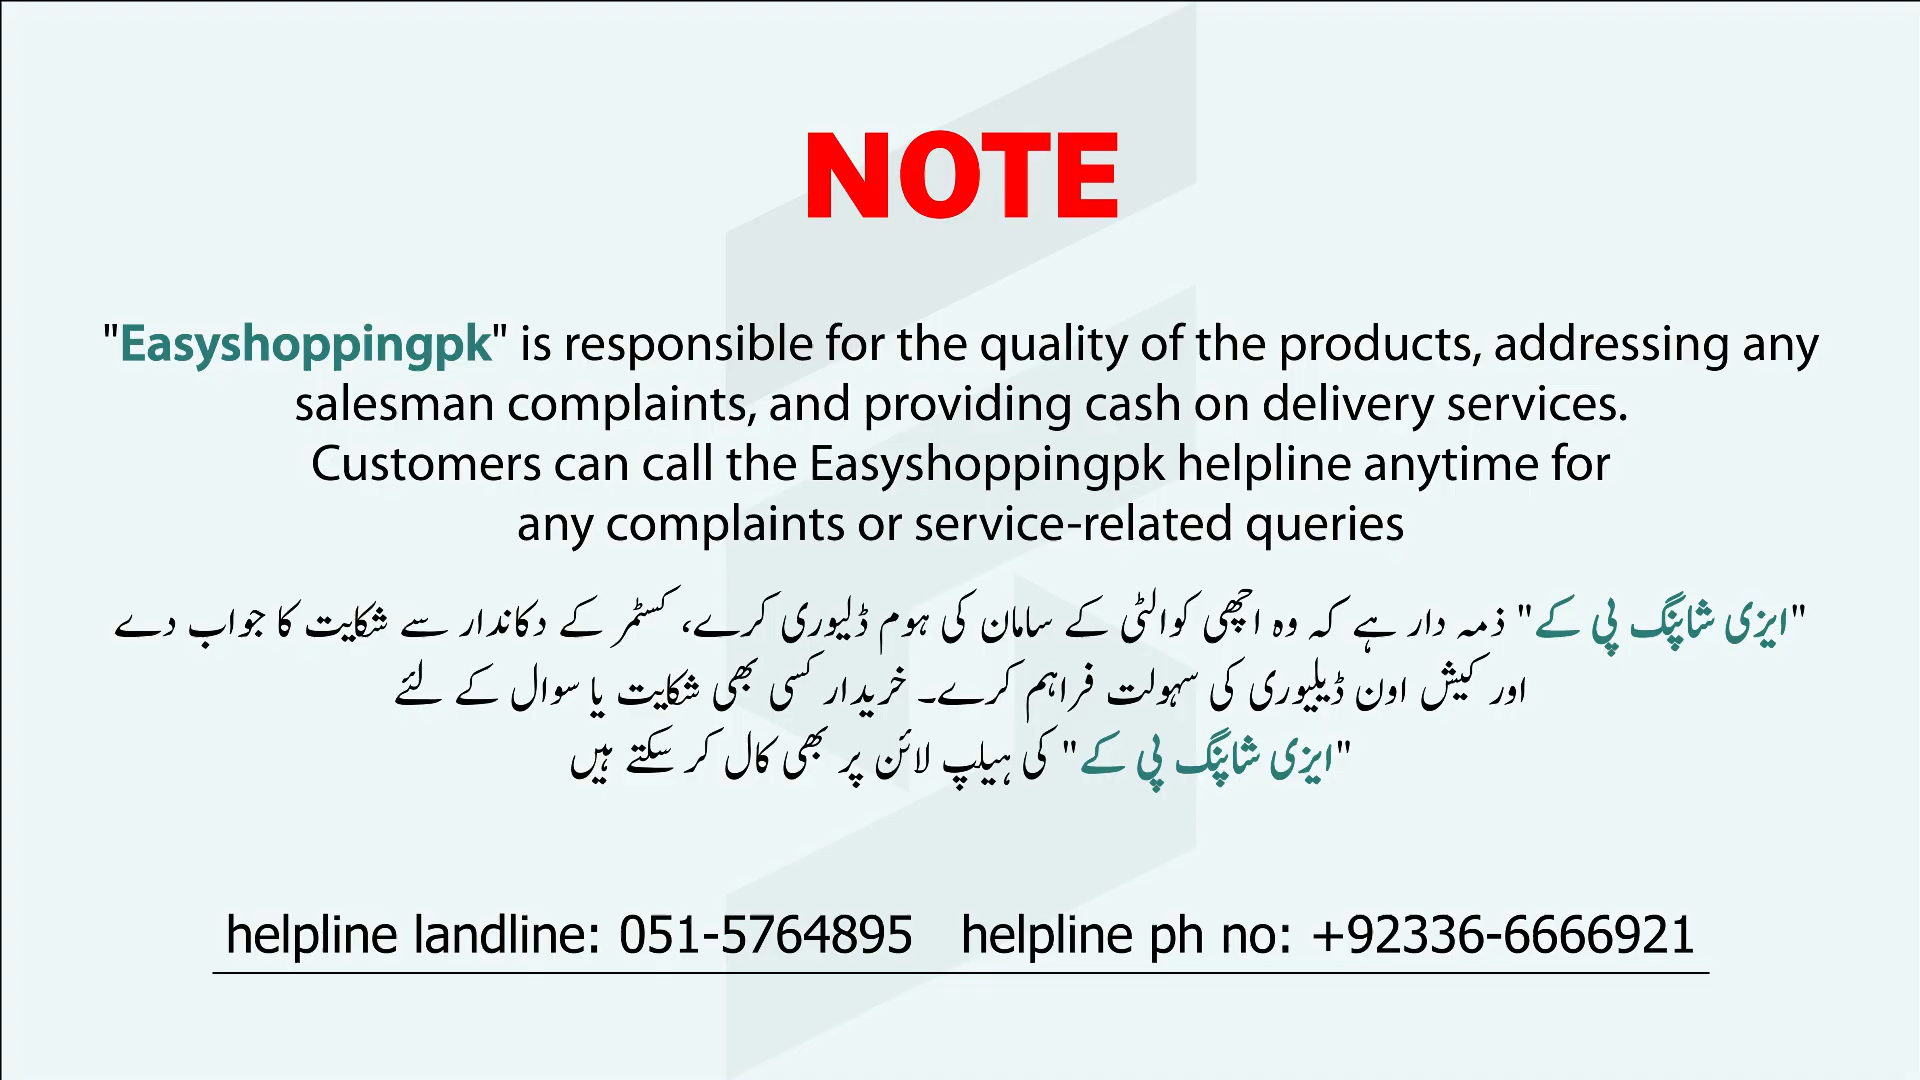 NOTE
"Easyshoppingpk" is responsible for the quality of the products, addressing any
salesman complaints, and providing cash on delivery services.
Customers can call the Easyshoppingpk helpline anytime for
any complaints or service-related queries
"ایزی شاپنگ پی کے" ذمہ دار ہے کہ وہ اچھی کوالٹی کے سامان کی ہوم ڈلیوری کرے، کسٹمر کے دکاندار سے شکایت کا جواب دے
اور کیش اون ڈیلیوری کی سہولت فراہم کرے۔ خریدار کسی بھی شکایت یا سوال کے لئے
"ایزی شاپنگ پی کے" کی ہیلپ لائن پر بھی کال کر سکتے ہیں
helpline landline: 051-5764895 helpline ph no: +92336-6666921